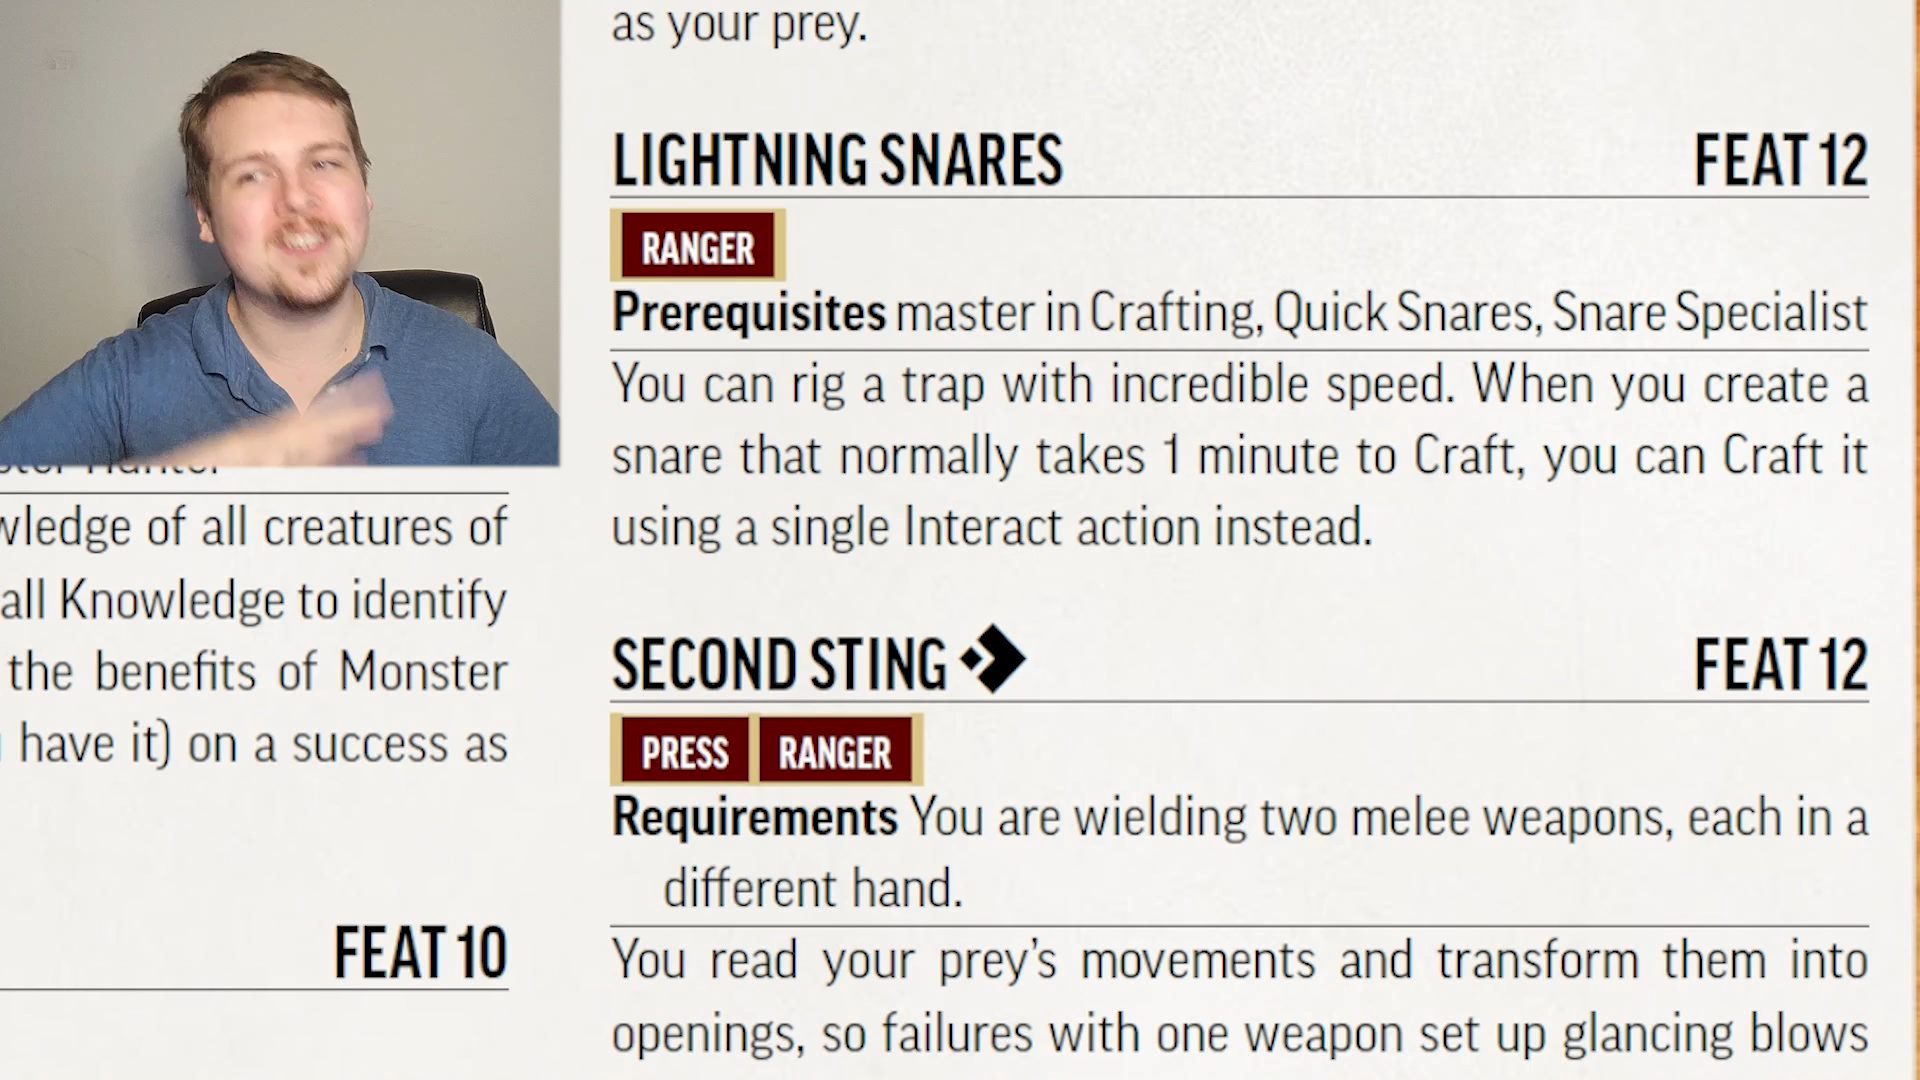 ster Hunter
wledge of all creatures of
all Knowledge to identify
the benefits of Monster
have it) on a success as
FEAT 10
as your prey.
LIGHTNING SNARES FEAT 12
RANGER
Prerequisites master in Crafting, Quick Snares, Snare Specialist
You can rig a trap with incredible speed. When you create a
snare that normally takes 1 minute to Craft, you can Craft it
using a single Interact action instead.
SECOND STING FEAT 12
PRESS RANGER
Requirements You are wielding two melee weapons, each in a
different hand.
You read your prey’s movements and transform them into
openings, so failures with one weapon set up glancing blows